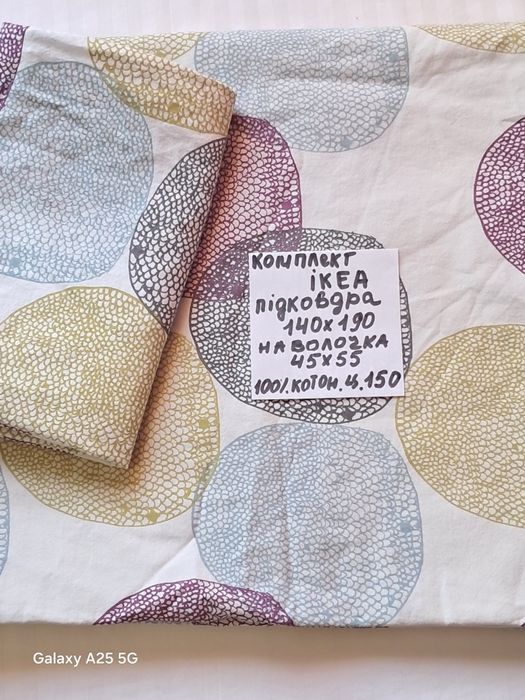 комплект
ікеа
підковдра
140х190
наволочка
45х55
100% котон. ц. 150
Galaxy A25 5G